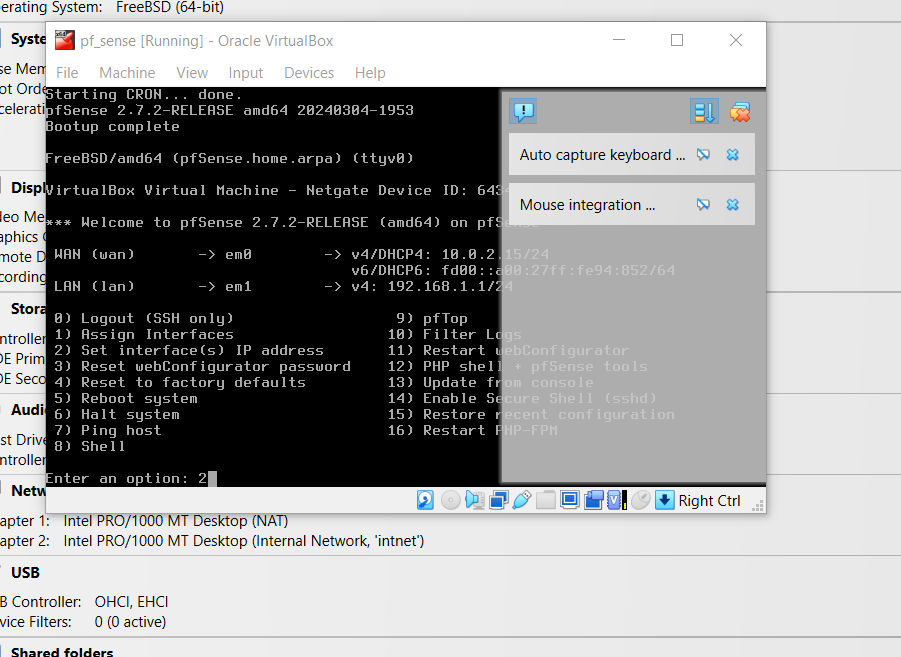 erating System: FreeBSD (64-bit)
Syste
se Mem
ot Orde
celerati
Displ
deo Me
aphics C
mote D
cording
Stora
ntroller
DE Prim
DE Seco
Audi
st Drive
ntroller
Netw
apter 1: Intel PRO/1000 MT Desktop (NAT)
apter 2: Intel PRO/1000 MT Desktop (Internal Network, 'intnet')
USB
B Controller: OHCI, EHCI
vice Filters: 0 (0 active)
Shared folders
pf_sense [Running] - Oracle VirtualBox
File Machine View Input Devices Help
Starting CRON... done.
pfSense 2.7.2-RELEASE amd64 20240304-1953
Bootup complete
FreeBSD/amd64 (pfSense.home.arpa) (ttyv0)
VirtualBox Virtual Machine - Netgate Device ID:
*** Welcome to pfSense 2.7.2-RELEASE (amd64) on pfSense
WAN (wan) -> em0 -> v4/DHCP4: 10.0.2.15/24
v6/DHCP6: fd00::a00:27ff:fe94:852/64
LAN (lan) -> em1 -> v4: 192.168.1.1/24
0) Logout (SSH only) 9) pfTop
1) Assign Interfaces 10) Filter Logs
2) Set interface(s) IP address 11) Restart webConfigurator
3) Reset webConfigurator password 12) PHP shell + pfSense tools
4) Reset to factory defaults 13) Update from console
5) Reboot system 14) Enable Secure Shell (sshd)
6) Halt system 15) Restore recent configuration
7) Ping host 16) Restart PHP-FPM
8) Shell
Enter an option: 2
Auto capture keyboard ...
Mouse integration ...
Right Ctrl